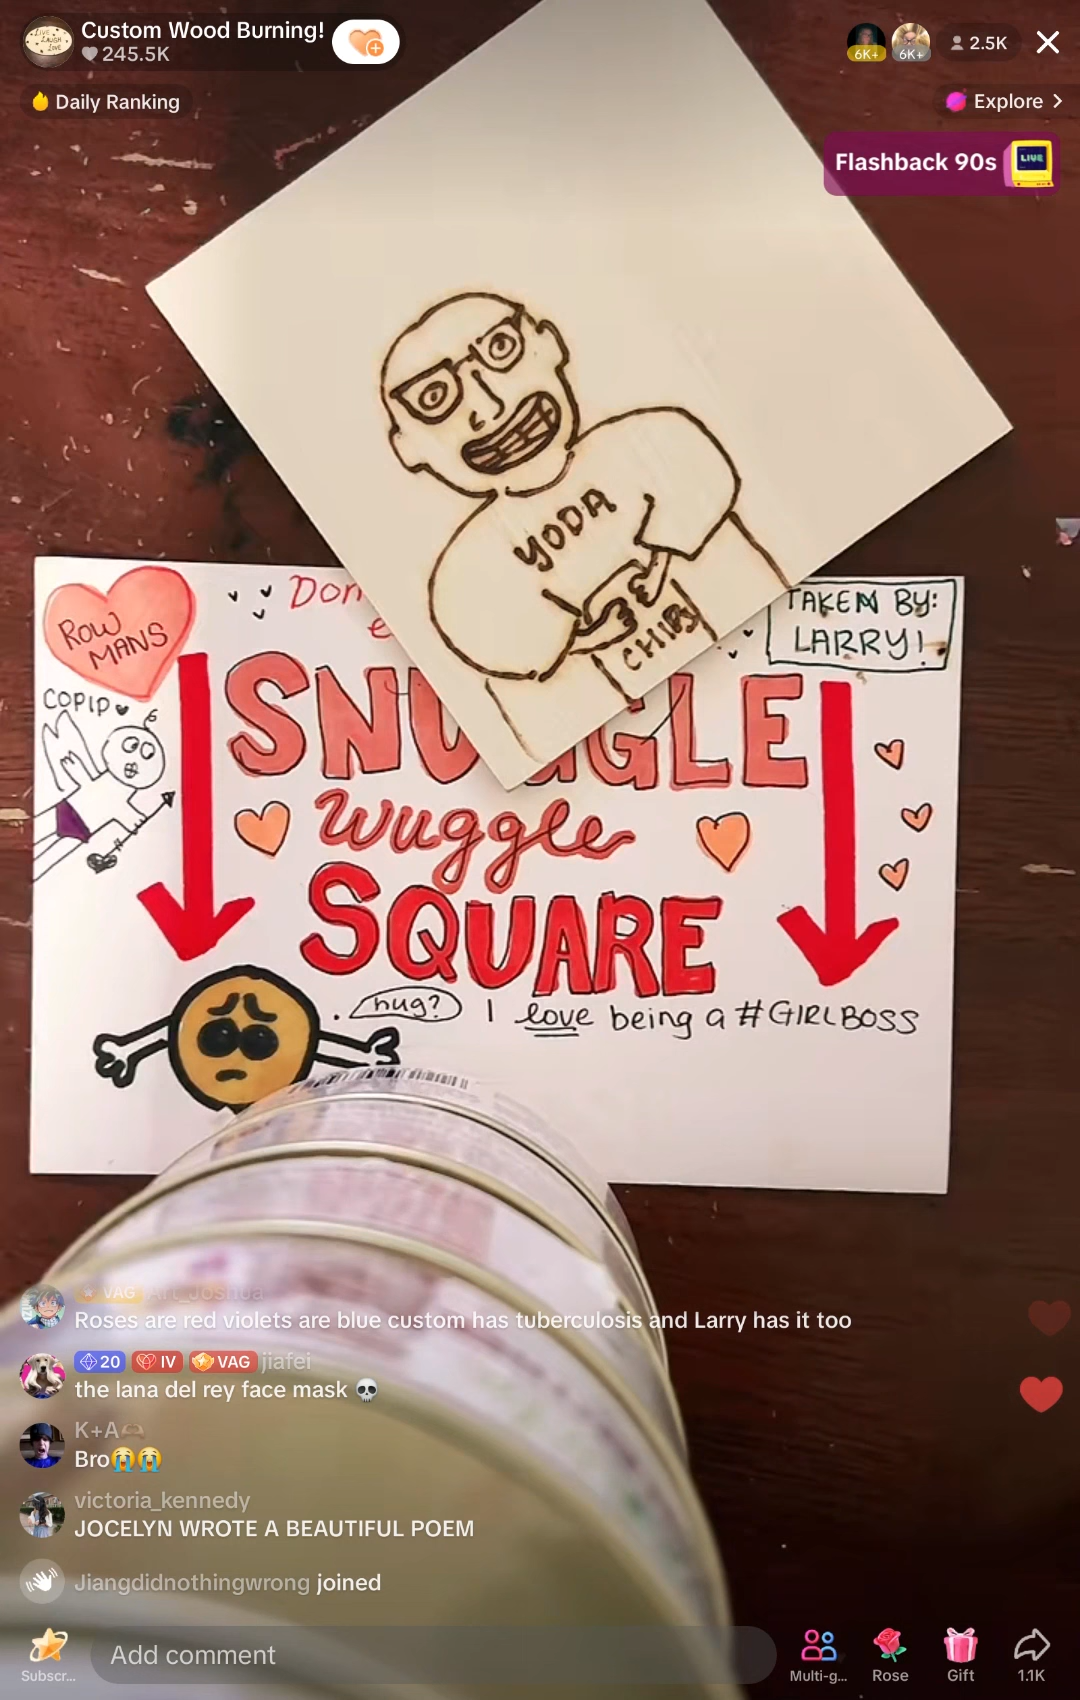 Custom Wood Burning!
245.5K
6K+
6K+
2.5K
Daily Ranking
Explore
Flashback 90s
LIVE
YODA
CHIPS
ROW
MANS
TAKEN BY:
LARRY!
COPIP
SNUGGLE
wuggle
SQUARE
hug?
I love being a #GIRLBOSS
VAG Art_Joshua
Roses are red violets are blue custom has tuberculosis and Larry has it too
20 IV VAG jiafei
the lana del rey face mask 💀
K+A🫶🏽
Bro😭😭
victoria_kennedy
JOCELYN WROTE A BEAUTIFUL POEM
Jiangdidnothingwrong joined
Subscr...
Add comment
Multi-g...
Rose
Gift
1.1K